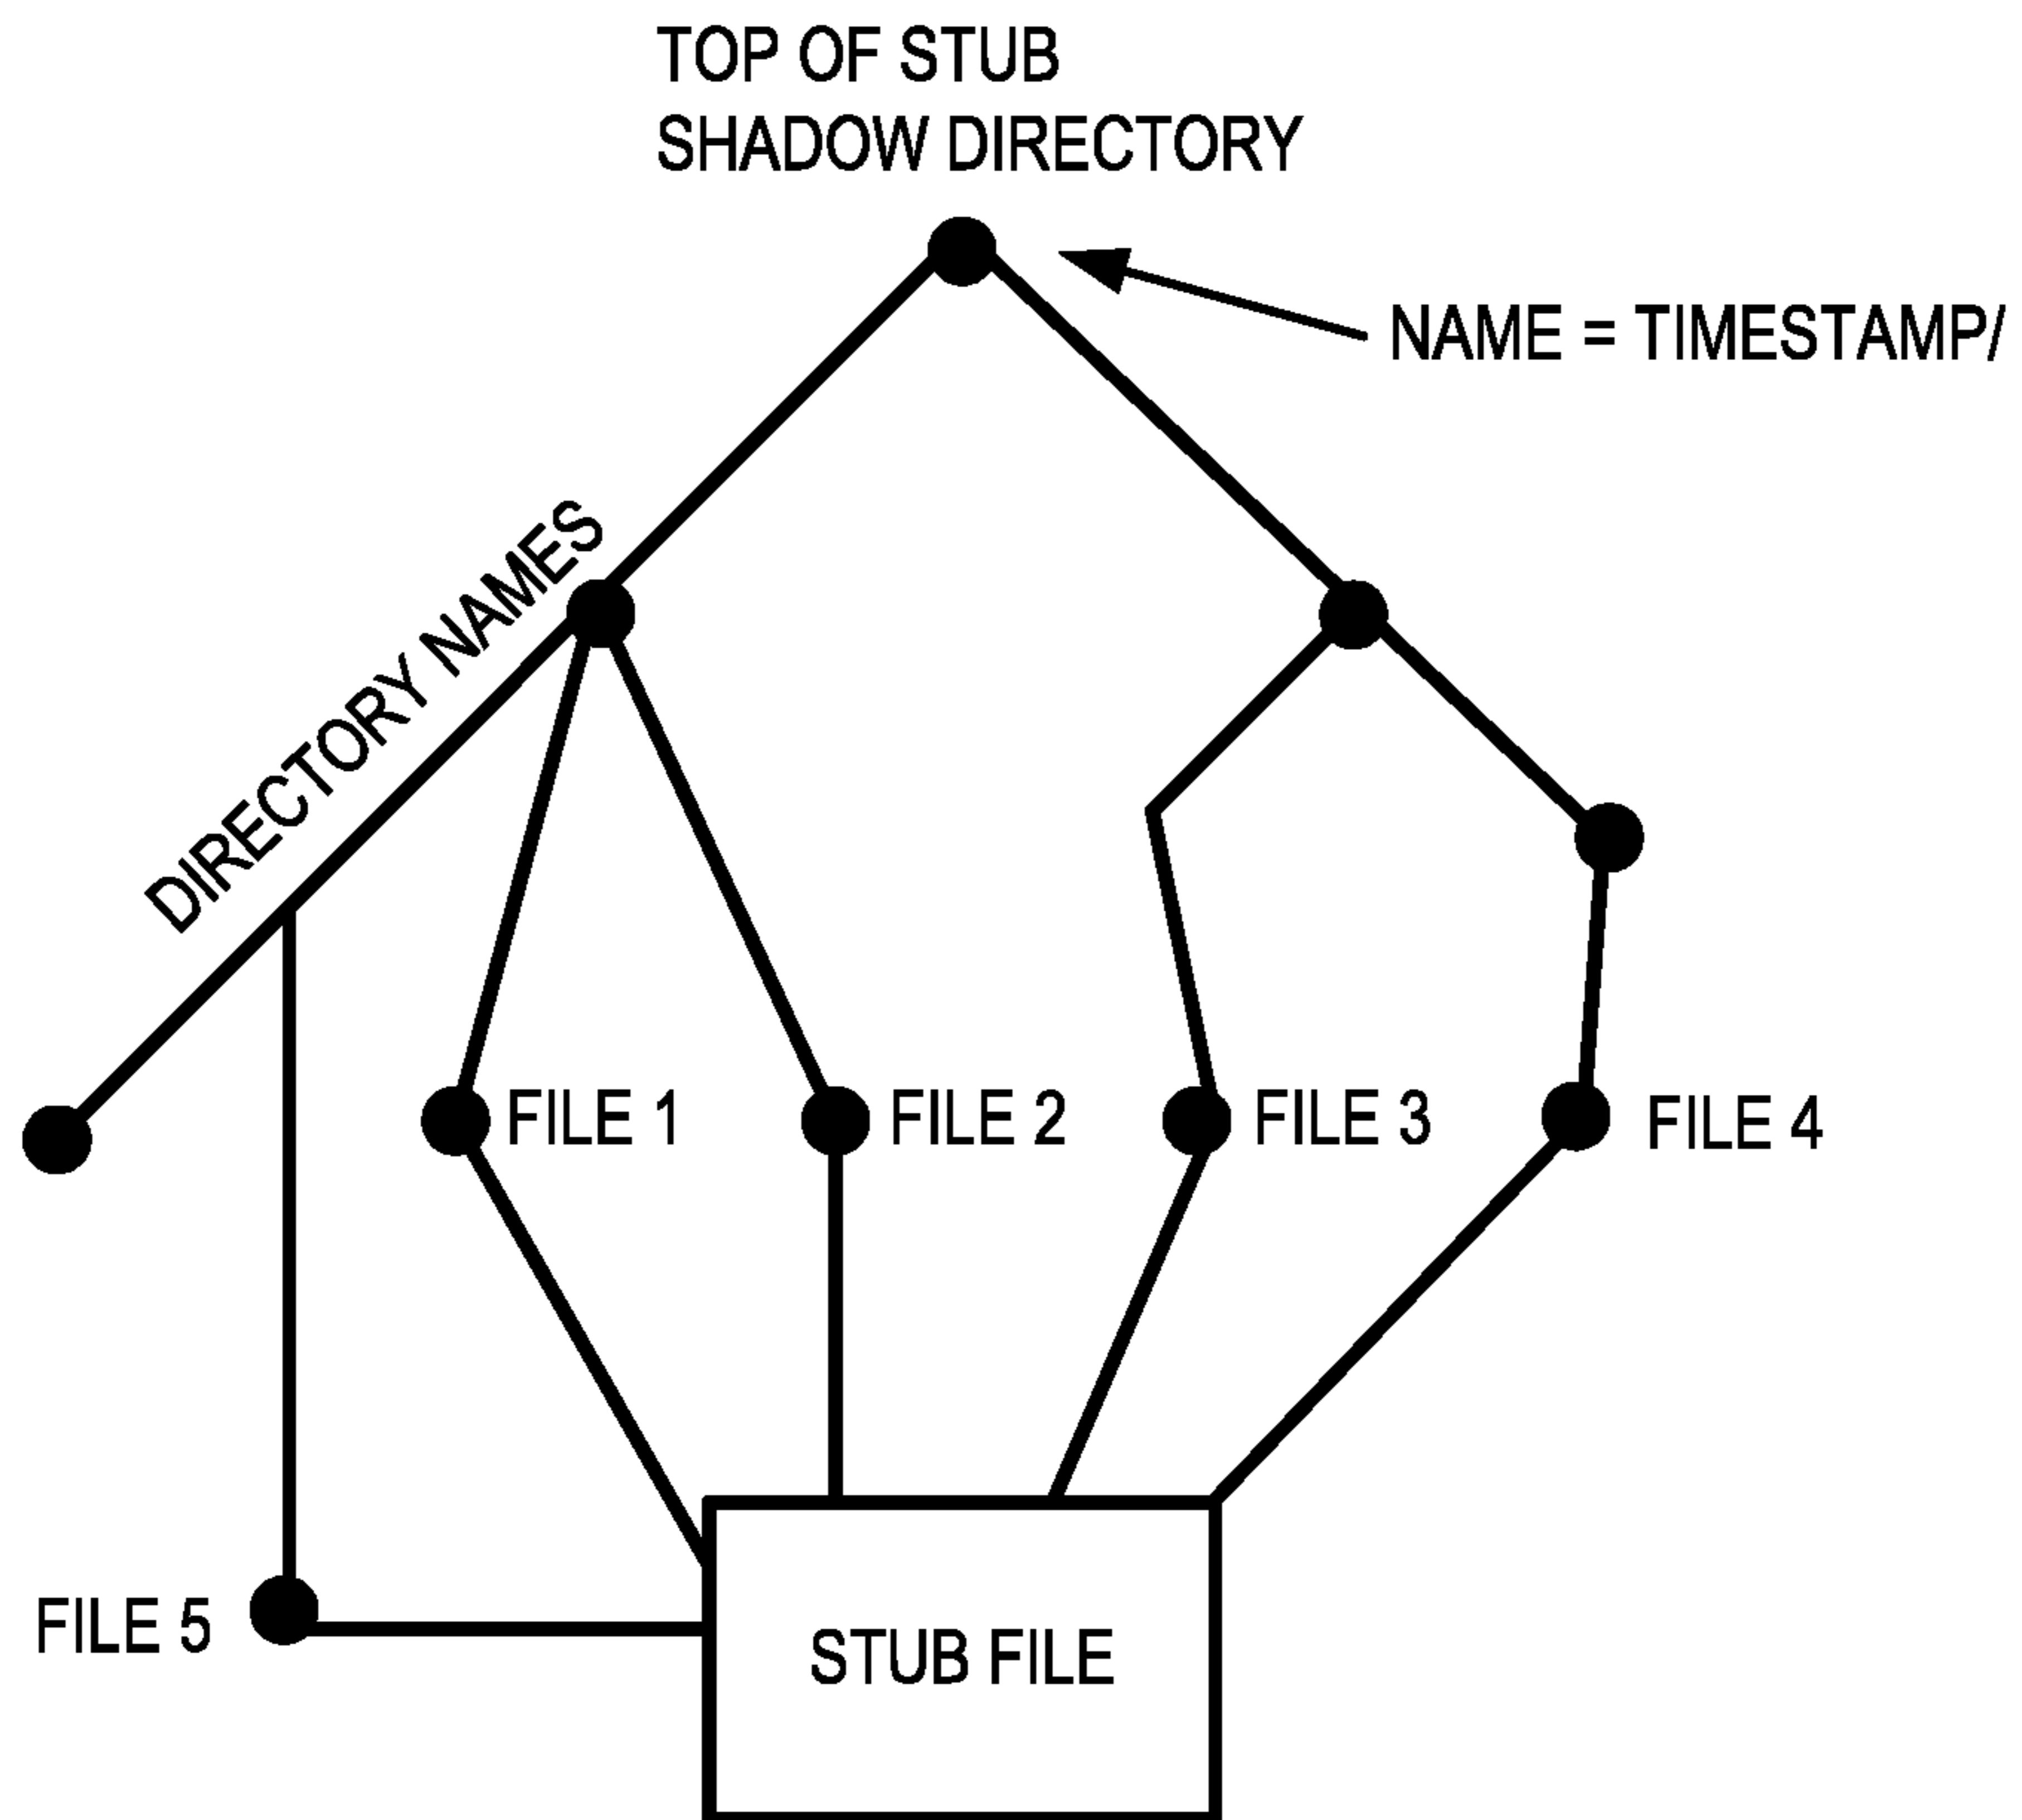 TOP OF STUB
SHADOW DIRECTORY
NAME = TIMESTAMP/
DIRECTORY NAMES
FILE 1
FILE 2
FILE 3
FILE 4
FILE 5
STUB FILE